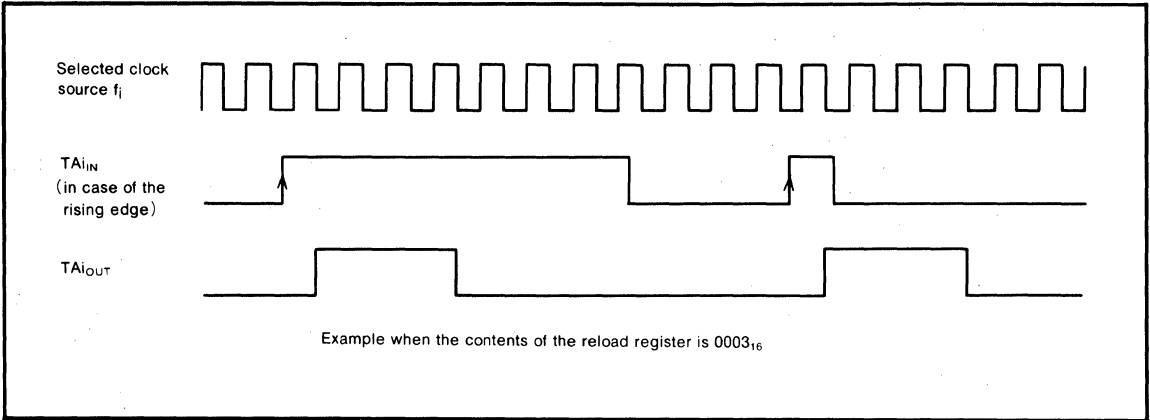 Selected clock
source fi
TAiIN
(in case of the
rising edge)
TAiOUT
Example when the contents of the reload register is 000316